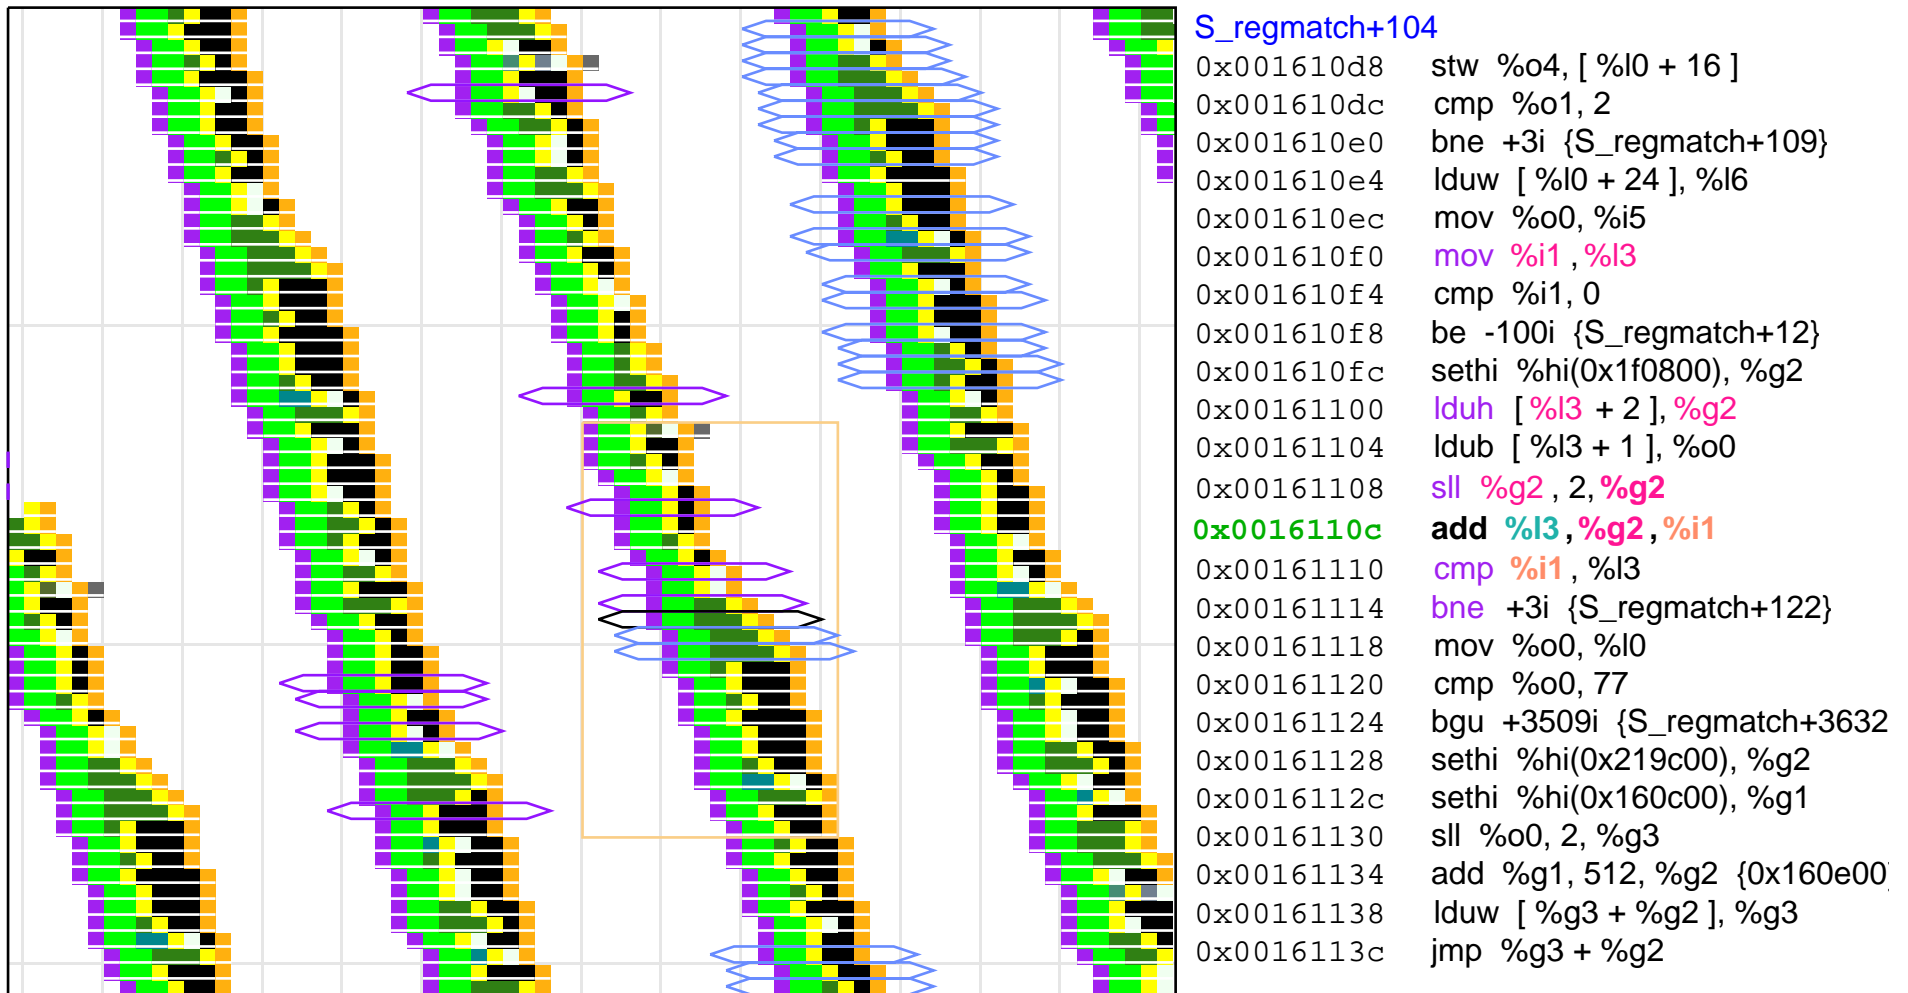 S_regmatch+104
0x001610d8 stw %o4, [ %l0 + 16 ]
0x001610dc cmp %o1, 2
0x001610e0 bne +3i {S_regmatch+109}
0x001610e4 lduw [ %l0 + 24 ], %l6
0x001610ec mov %o0, %i5
0x001610f0 mov %i1 , %l3
0x001610f4 cmp %i1, 0
0x001610f8 be -100i {S_regmatch+12}
0x001610fc sethi %hi(0x1f0800), %g2
0x00161100 lduh [ %l3 + 2 ], %g2
0x00161104 ldub [ %l3 + 1 ], %o0
0x00161108 sll %g2 , 2, %g2
0x0016110c add %l3 , %g2 , %i1
0x00161110 cmp %i1 , %l3
0x00161114 bne +3i {S_regmatch+122}
0x00161118 mov %o0, %l0
0x00161120 cmp %o0, 77
0x00161124 bgu +3509i {S_regmatch+3632
0x00161128 sethi %hi(0x219c00), %g2
0x0016112c sethi %hi(0x160c00), %g1
0x00161130 sll %o0, 2, %g3
0x00161134 add %g1, 512, %g2 {0x160e00}
0x00161138 lduw [ %g3 + %g2 ], %g3
0x0016113c jmp %g3 + %g2